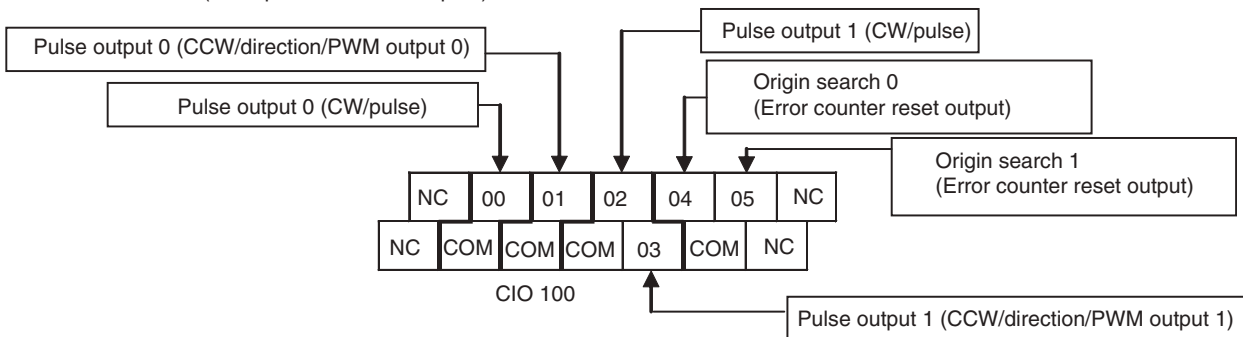 Pulse output 0 (CCW/direction/PWM output 0)
Pulse output 1 (CW/pulse)
Pulse output 0 (CW/pulse)
Origin search 0
(Error counter reset output)
Origin search 1
(Error counter reset output)
NC 00 01 02 04 05 NC
NC COM COM COM 03 COM NC
CIO 100
Pulse output 1 (CCW/direction/PWM output 1)